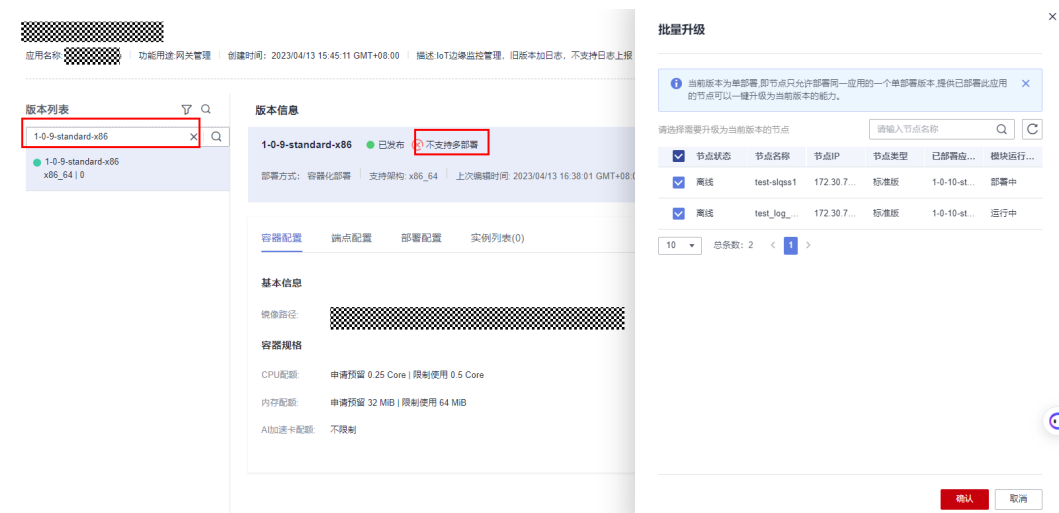 应用名称:
功能用途:网关管理
创建时间: 2023/04/13 15:45:11 GMT+08:00
描述:IoT边缘监控管理，旧版本加日志，不支持日志上报
版本列表
1-0-9-standard-x86
1-0-9-standard-x86
x86_64 | 0
版本信息
1-0-9-standard-x86 已发布 不支持多部署
部署方式: 容器化部署 支持架构: x86_64 上次编辑时间: 2023/04/13 16:38:01 GMT+08:0
容器配置 端点配置 部署配置 实例列表(0)
基本信息
镜像路径:
容器规格
CPU配额: 申请预留 0.25 Core | 限制使用 0.5 Core
内存配额: 申请预留 32 MiB | 限制使用 64 MiB
AI加速卡配额: 不限制
批量升级
当前版本为单部署,即节点只允许部署同一应用的一个单部署版本,提供已部署此应用
的节点可以一键升级为当前版本的能力。
请选择需要升级为当前版本的节点
请输入节点名称
节点状态 节点名称 节点IP 节点类型 已部署应... 模块运行...
离线 test-slqss1 172.30.7... 标准版 1-0-10-st... 部署中
离线 test_log_... 172.30.7... 标准版 1-0-10-st... 运行中
10 总条数: 2 < 1 >
确认 取消